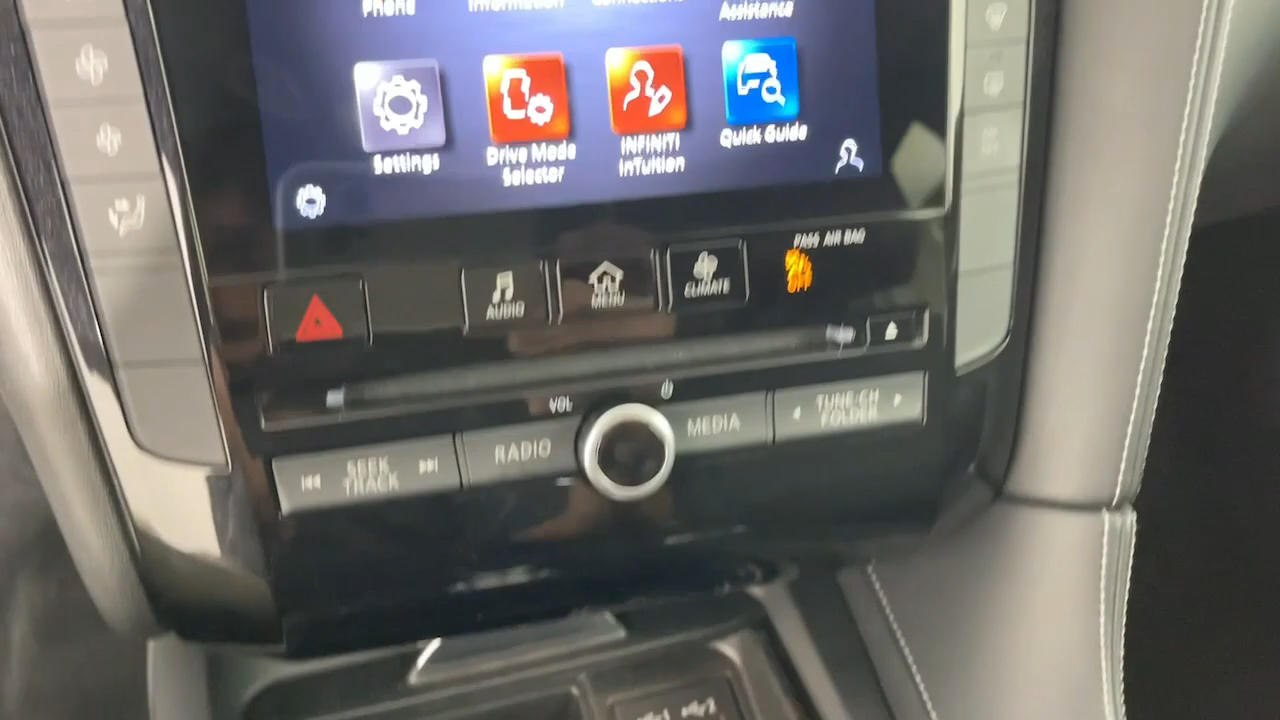 Phone
Information
Connections
Assistance
Settings
Drive Mode
Selector
INFINITI
InTuition
Quick Guide
AUDIO
MENU
CLIMATE
PASS AIR BAG
OFF
VOL
SEEK
TRACK
RADIO
MEDIA
TUNE·CH
FOLDER